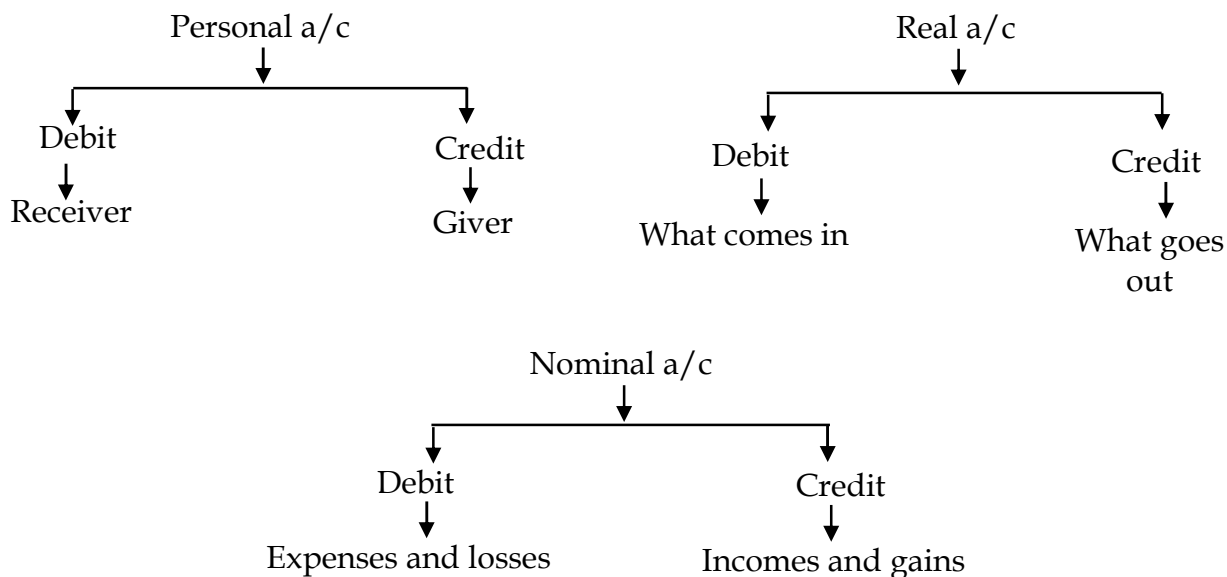 Personal a/c
Debit
Credit
Receiver
Giver
Real a/c
Debit
Credit
What comes in
What goes
out
Nominal a/c
Debit
Credit
Expenses and losses
Incomes and gains